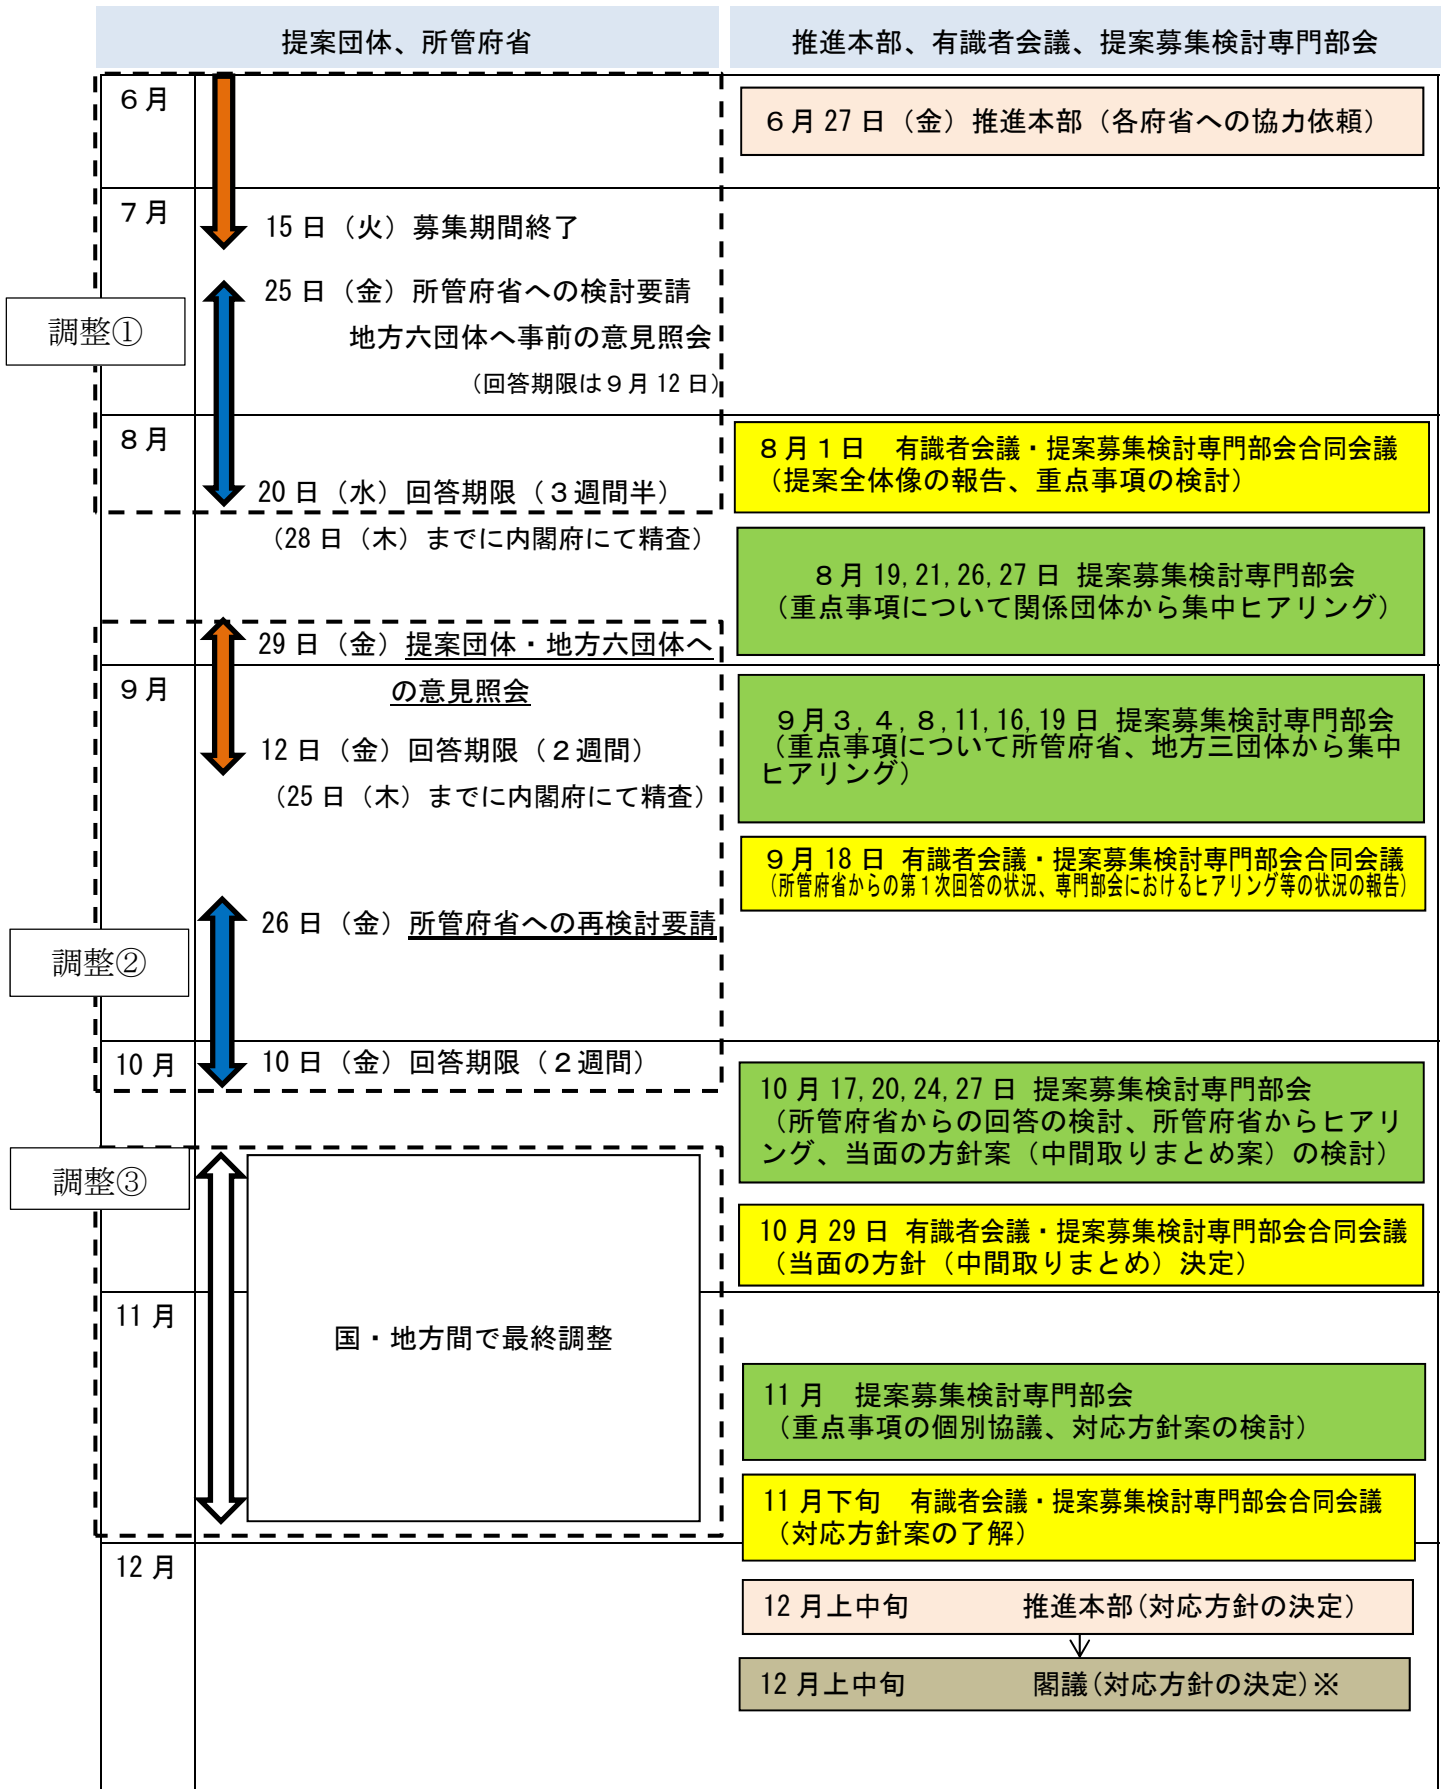 提案団体、所管府省
推進本部、有識者会議、提案募集検討専門部会
６月
６月 27 日（金）推進本部（各府省への協力依頼）
７月
15 日（火）募集期間終了
25 日（金）所管府省への検討要請
地方六団体へ事前の意見照会
（回答期限は９月 12 日）
調整①
８月
20 日（水）回答期限（３週間半）
（28 日（木）までに内閣府にて精査）
８月１日　有識者会議・提案募集検討専門部会合同会議
（提案全体像の報告、重点事項の検討）
８月 19, 21, 26, 27 日 提案募集検討専門部会
（重点事項について関係団体から集中ヒアリング）
29 日（金）提案団体・地方六団体へ
の意見照会
９月
12 日（金）回答期限（２週間）
（25 日（木）までに内閣府にて精査）
９月３, ４, ８, 11, 16, 19 日 提案募集検討専門部会
（重点事項について所管府省、地方三団体から集中
ヒアリング）
９月 18 日 有識者会議・提案募集検討専門部会合同会議
（所管府省からの第１次回答の状況、専門部会におけるヒアリング等の状況の報告）
26 日（金）所管府省への再検討要請
調整②
10 月
10 日（金）回答期限（２週間）
10 月 17, 20, 24, 27 日 提案募集検討専門部会
（所管府省からの回答の検討、所管府省からヒアリ
ング、当面の方針案（中間取りまとめ案）の検討）
調整③
10 月 29 日 有識者会議・提案募集検討専門部会合同会議
（当面の方針（中間取りまとめ）決定）
11 月
国・地方間で最終調整
11 月　提案募集検討専門部会
（重点事項の個別協議、対応方針案の検討）
11 月下旬　有識者会議・提案募集検討専門部会合同会議
（対応方針案の了解）
12 月
12 月上中旬　　　　推進本部（対応方針の決定）
12 月上中旬　　　　閣議（対応方針の決定）※